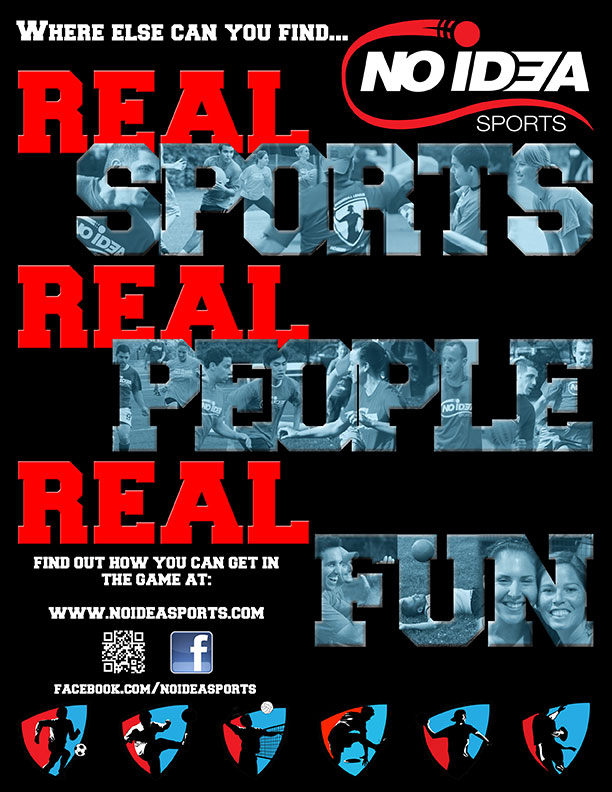 Where else can you find...
NO IDEA
SPORTS
REAL
SPORTS
REAL
PEOPLE
REAL
FUN
FIND OUT HOW YOU CAN GET IN
THE GAME AT:
WWW.NOIDEASPORTS.COM
f
FACEBOOK.COM/NOIDEASPORTS